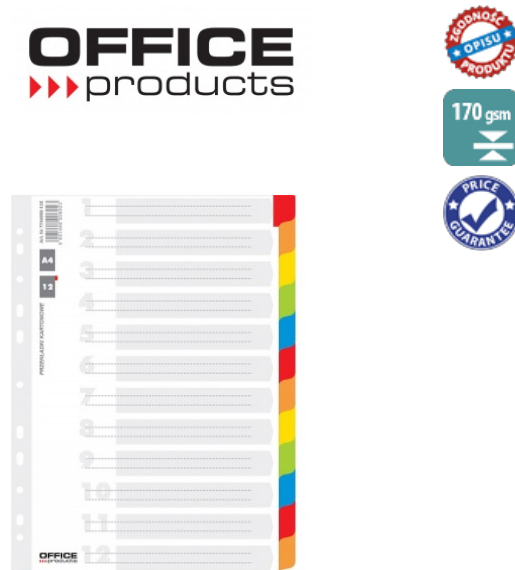 OFFICE
products
ZGODNOŚĆ
OPISU
PRODUKTU
170 gsm
PRICE
GUARANTEE
A4
12
PRZEKŁADKI KARTONOWE
1
2
3
4
5
6
7
8
9
10
11
12
OFFICE
products